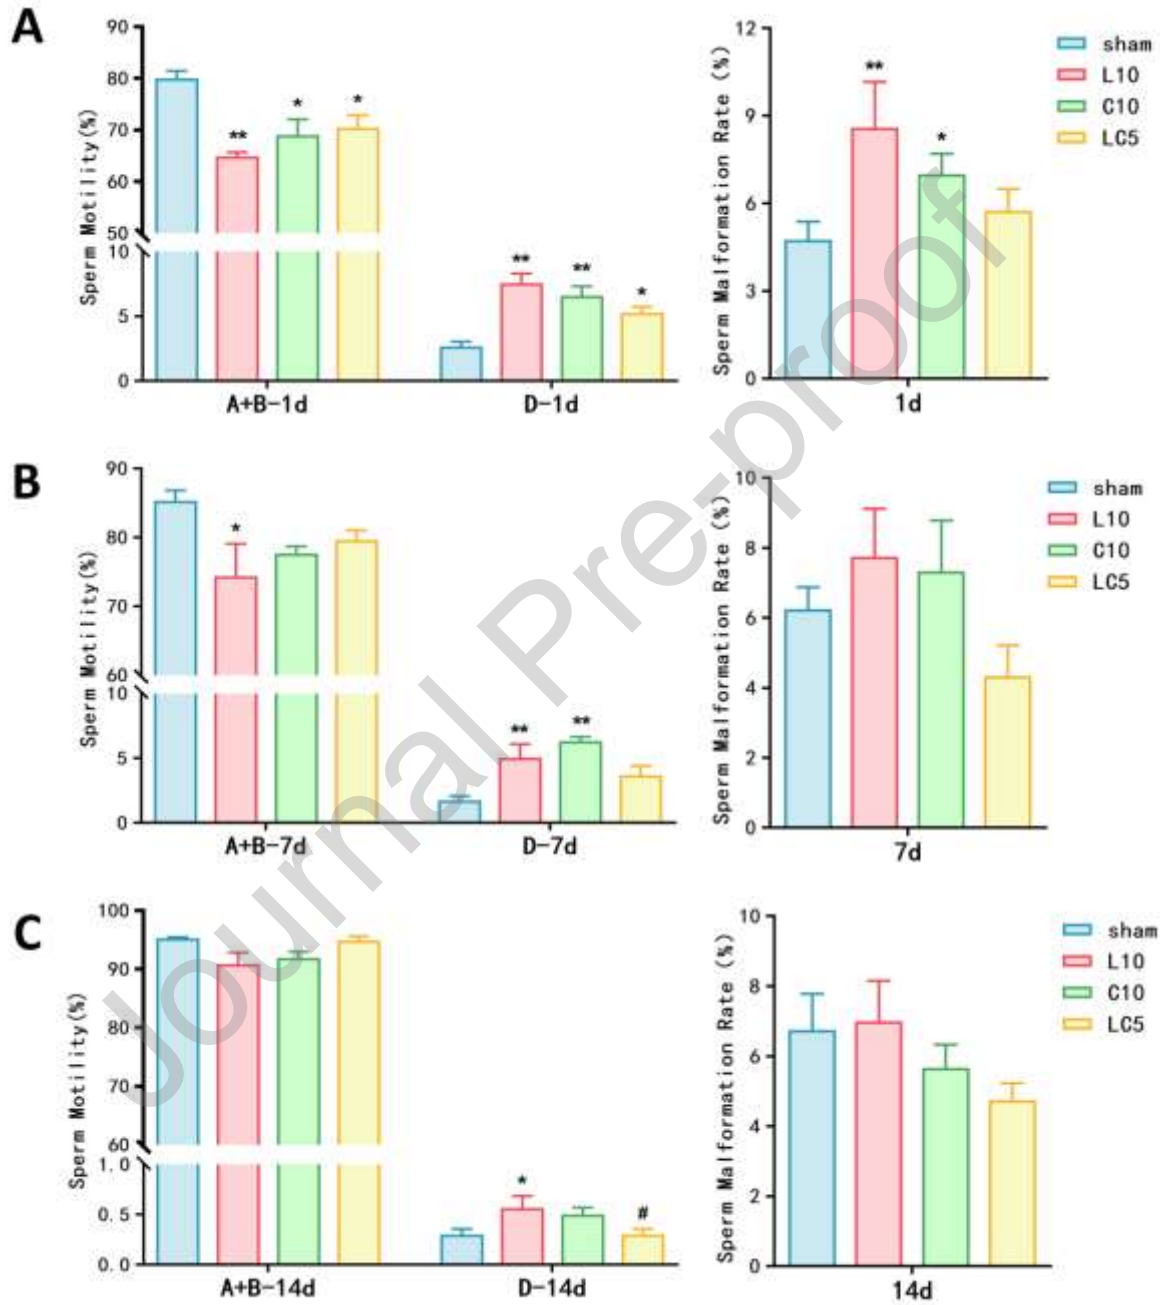 A
Sperm Motility(%)
90
80
70
60
50
10
5
0
**
*
*
**
**
*
A+B-1d
D-1d
Sperm Malformation Rate (%)
12
9
6
3
0
**
*
1d
sham
L10
C10
LC5
B
Sperm Motility(%)
90
80
70
60
10
5
0
*
**
**
A+B-7d
D-7d
Sperm Malformation Rate (%)
10
8
6
4
2
0
7d
sham
L10
C10
LC5
C
Sperm Motility(%)
100
90
80
70
60
1.0
0.5
0.0
*
#
A+B-14d
D-14d
Sperm Malformation Rate (%)
10
8
6
4
2
0
14d
sham
L10
C10
LC5
Journal Pre-proof